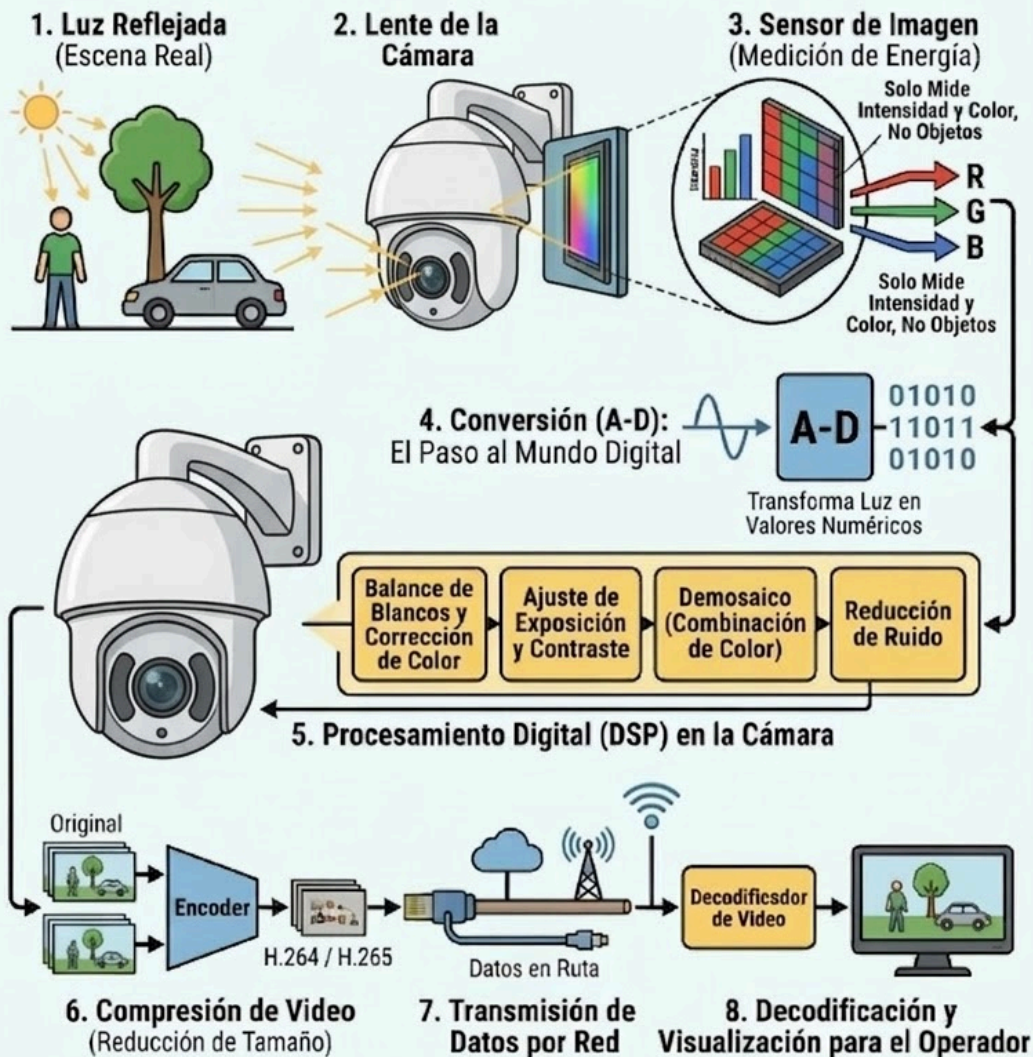 1. Luz Reflejada
(Escena Real)
2. Lente de la
Cámara
3. Sensor de Imagen
(Medición de Energía)
Solo Mide
Intensidad y Color,
No Objetos
R
G
B
Solo Mide
Intensidad y
Color, No Objetos
4. Conversión (A-D):
El Paso al Mundo Digital
A-D
01010
11011
01010
Transforma Luz en
Valores Numéricos
Balance de
Blancos y
Corrección
de Color
Ajuste de
Exposición
y Contraste
Demosaico
(Combinación
de Color)
Reducción
de Ruido
5. Procesamiento Digital (DSP) en la Cámara
Original
Encoder
H.264 / H.265
Datos en Ruta
Decodificsdor
de Video
6. Compresión de Video
(Reducción de Tamaño)
7. Transmisión de
Datos por Red
8. Decodificación y
Visualización para el Operador